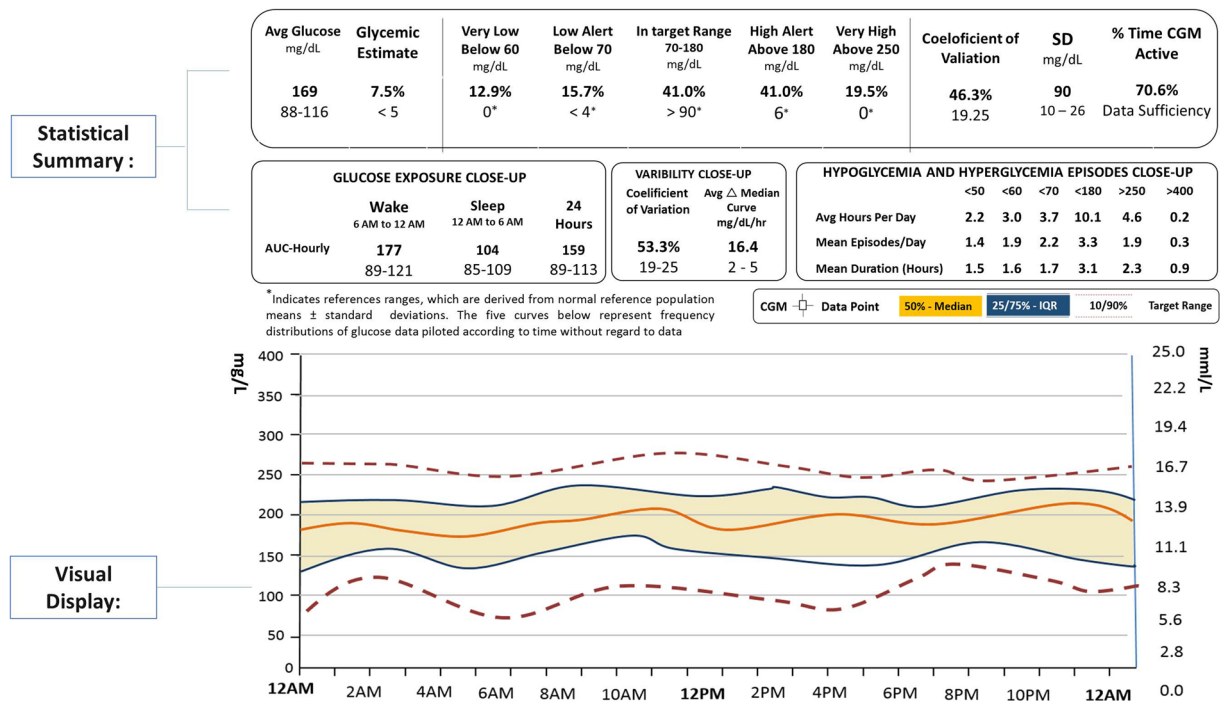 Statistical
Summary :
Avg Glucose
mg/dL
169
88-116
Glycemic
Estimate
7.5%
< 5
Very Low
Below 60
mg/dL
12.9%
0*
Low Alert
Below 70
mg/dL
15.7%
< 4*
In target Range
70-180
mg/dL
41.0%
> 90*
High Alert
Above 180
mg/dL
41.0%
6*
Very High
Above 250
mg/dL
19.5%
0*
Coeloficient of
Valiation
46.3%
19.25
SD
mg/dL
90
10 – 26
% Time CGM
Active
70.6%
Data Sufficiency
GLUCOSE EXPOSURE CLOSE-UP
Wake
6 AM to 12 AM
Sleep
12 AM to 6 AM
24
Hours
AUC-Hourly 177 104 159
89-121 85-109 89-113
VARIBILITY CLOSE-UP
Coelificient
of Variation
Avg △ Median
Curve
mg/dL/hr
53.3% 16.4
19-25 2 - 5
HYPOGLYCEMIA AND HYPERGLYCEMIA EPISODES CLOSE-UP
<50 <60 <70 <180 >250 >400
Avg Hours Per Day 2.2 3.0 3.7 10.1 4.6 0.2
Mean Episodes/Day 1.4 1.9 2.2 3.3 1.9 0.3
Mean Duration (Hours) 1.5 1.6 1.7 3.1 2.3 0.9
*Indicates references ranges, which are derived from normal reference population
means ± standard deviations. The five curves below represent frequency
distributions of glucose data piloted according to time without regard to data
CGM Data Point 50% - Median 25/75% - IQR 10/90% Target Range
Visual
Display:
mg/L
400
350
300
250
200
150
100
50
0
25.0
22.2
19.4
16.7
13.9
11.1
8.3
5.6
2.8
0.0
mml/L
12AM 2AM 4AM 6AM 8AM 10AM 12PM 2PM 4PM 6PM 8PM 10PM 12AM